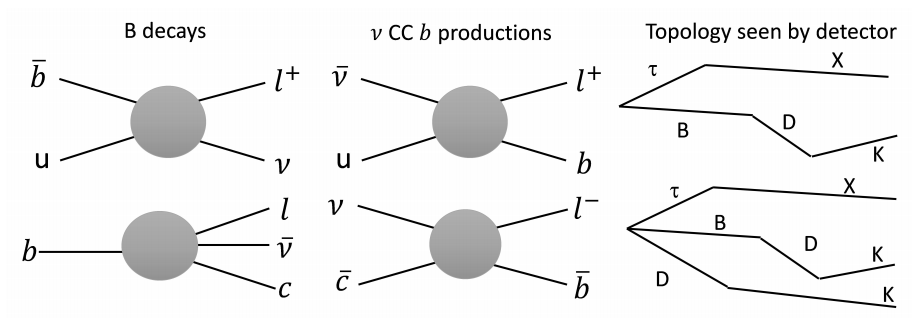 B decays
ν CC b productions
Topology seen by detector
b̄
l⁺
u
ν
ν̄
l⁺
u
b
τ
X
B
D
K
b
l
ν̄
c
ν
l⁻
c̄
b̄
τ
X
B
D
K
D
K